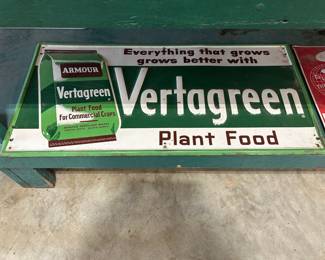 Everything that grows
grows better with
ARMOUR
Vertagreen
Plant Food
For Commercial Crops
Vertagreen
Plant Food